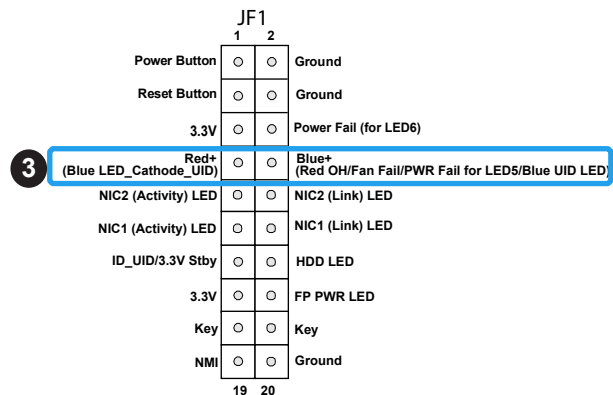 JF1
1 2
Power Button Ground
Reset Button Ground
3.3V Power Fail (for LED6)
3
Red+ Blue+
(Blue LED_Cathode_UID) (Red OH/Fan Fail/PWR Fail for LED5/Blue UID LED)
NIC2 (Activity) LED NIC2 (Link) LED
NIC1 (Activity) LED NIC1 (Link) LED
ID_UID/3.3V Stby HDD LED
3.3V FP PWR LED
Key Key
NMI Ground
19 20